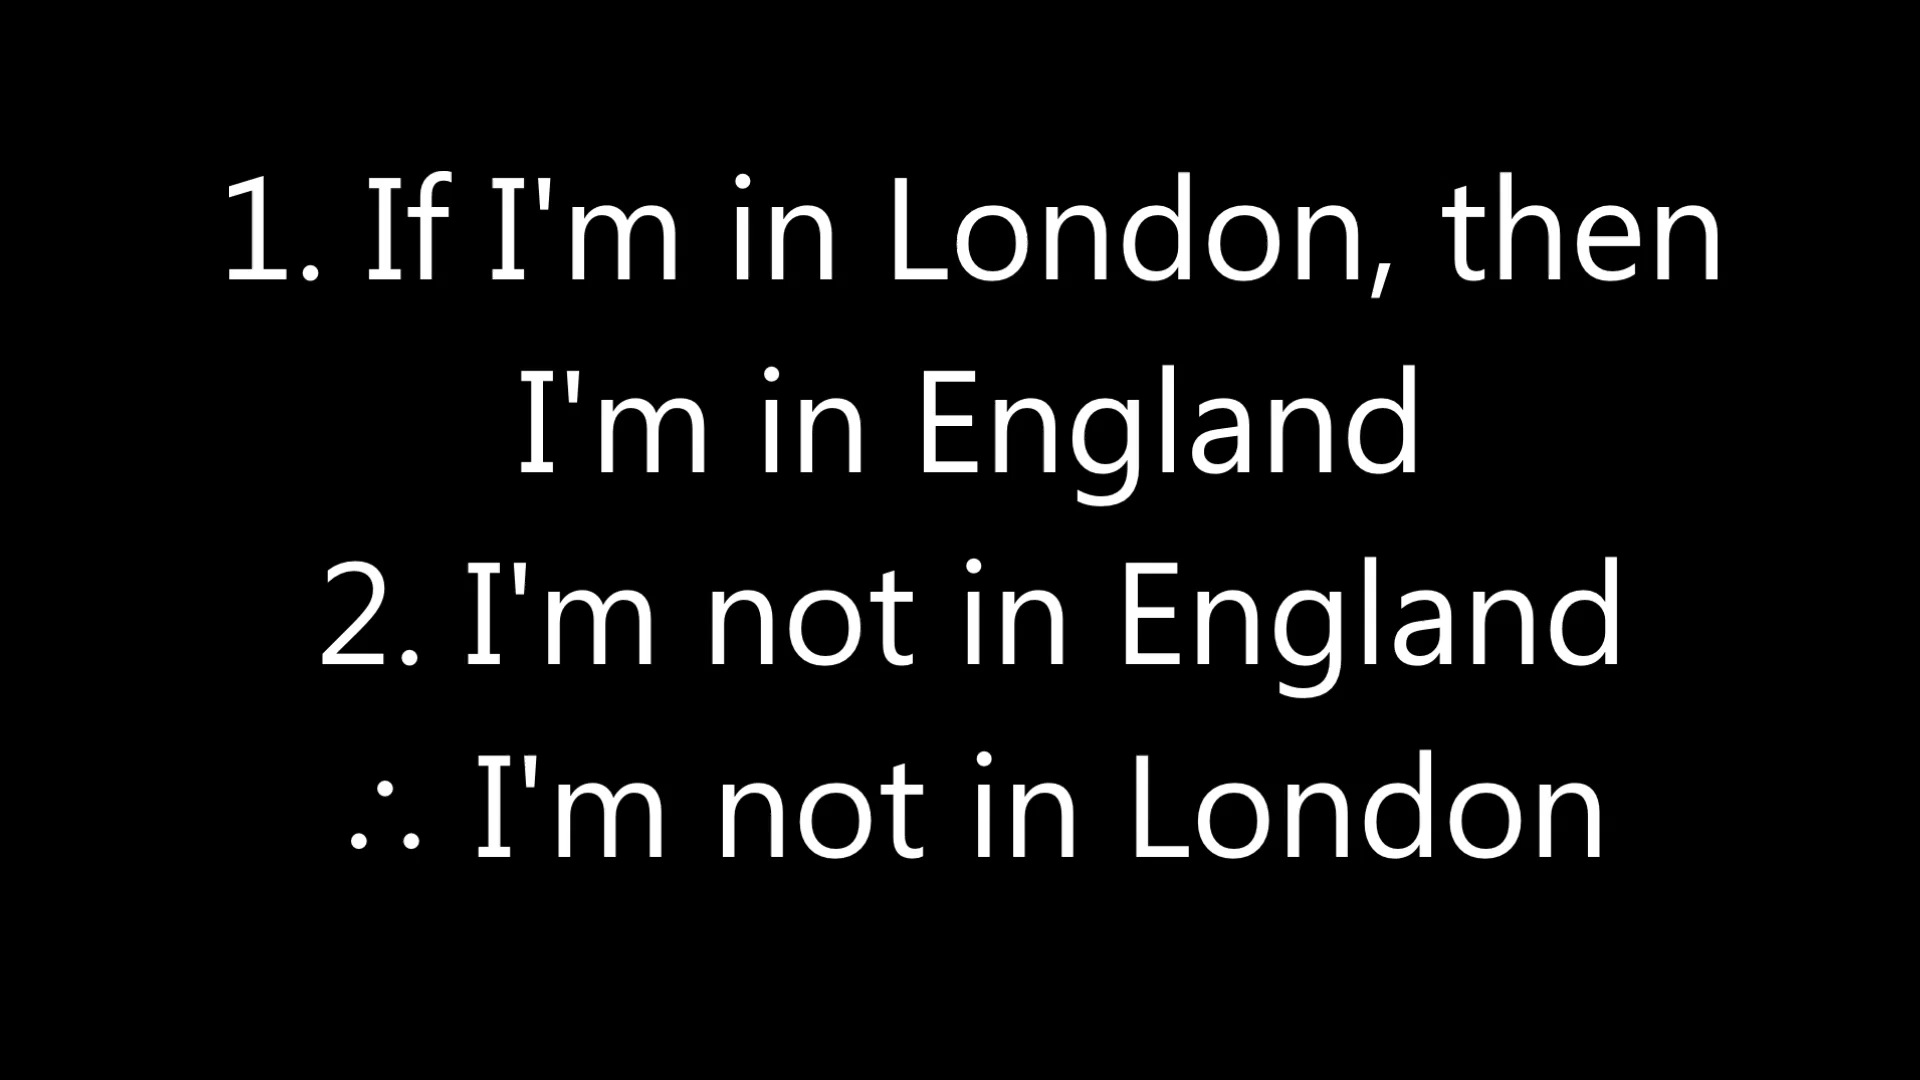 1. If I'm in London, then
I'm in England
2. I'm not in England
∴ I'm not in London